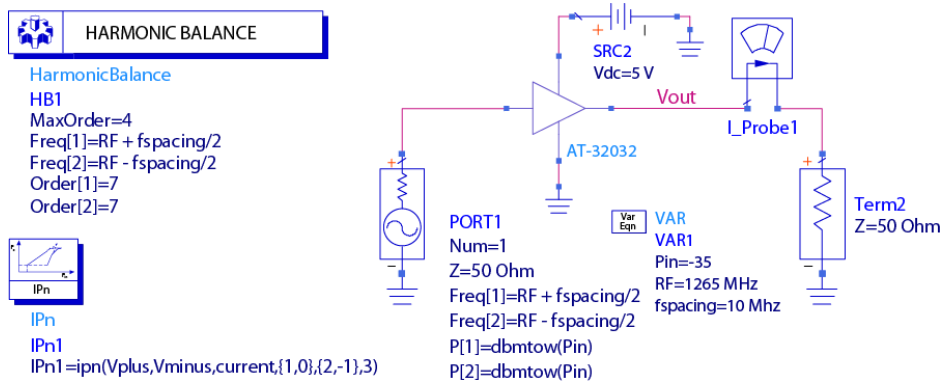 HARMONIC BALANCE
HarmonicBalance
HB1
MaxOrder=4
Freq[1]=RF + fspacing/2
Freq[2]=RF - fspacing/2
Order[1]=7
Order[2]=7
IPn
IPn
IPn1
IPn1=ipn(Vplus,Vminus,current,{1,0},{2,-1},3)
+
–
SRC2
Vdc=5 V
AT-32032
Vout
I_Probe1
+
–
PORT1
Num=1
Z=50 Ohm
Freq[1]=RF + fspacing/2
Freq[2]=RF - fspacing/2
P[1]=dbmtow(Pin)
P[2]=dbmtow(Pin)
Var
Eqn
VAR
VAR1
Pin=-35
RF=1265 MHz
fspacing=10 Mhz
+
–
Term2
Z=50 Ohm